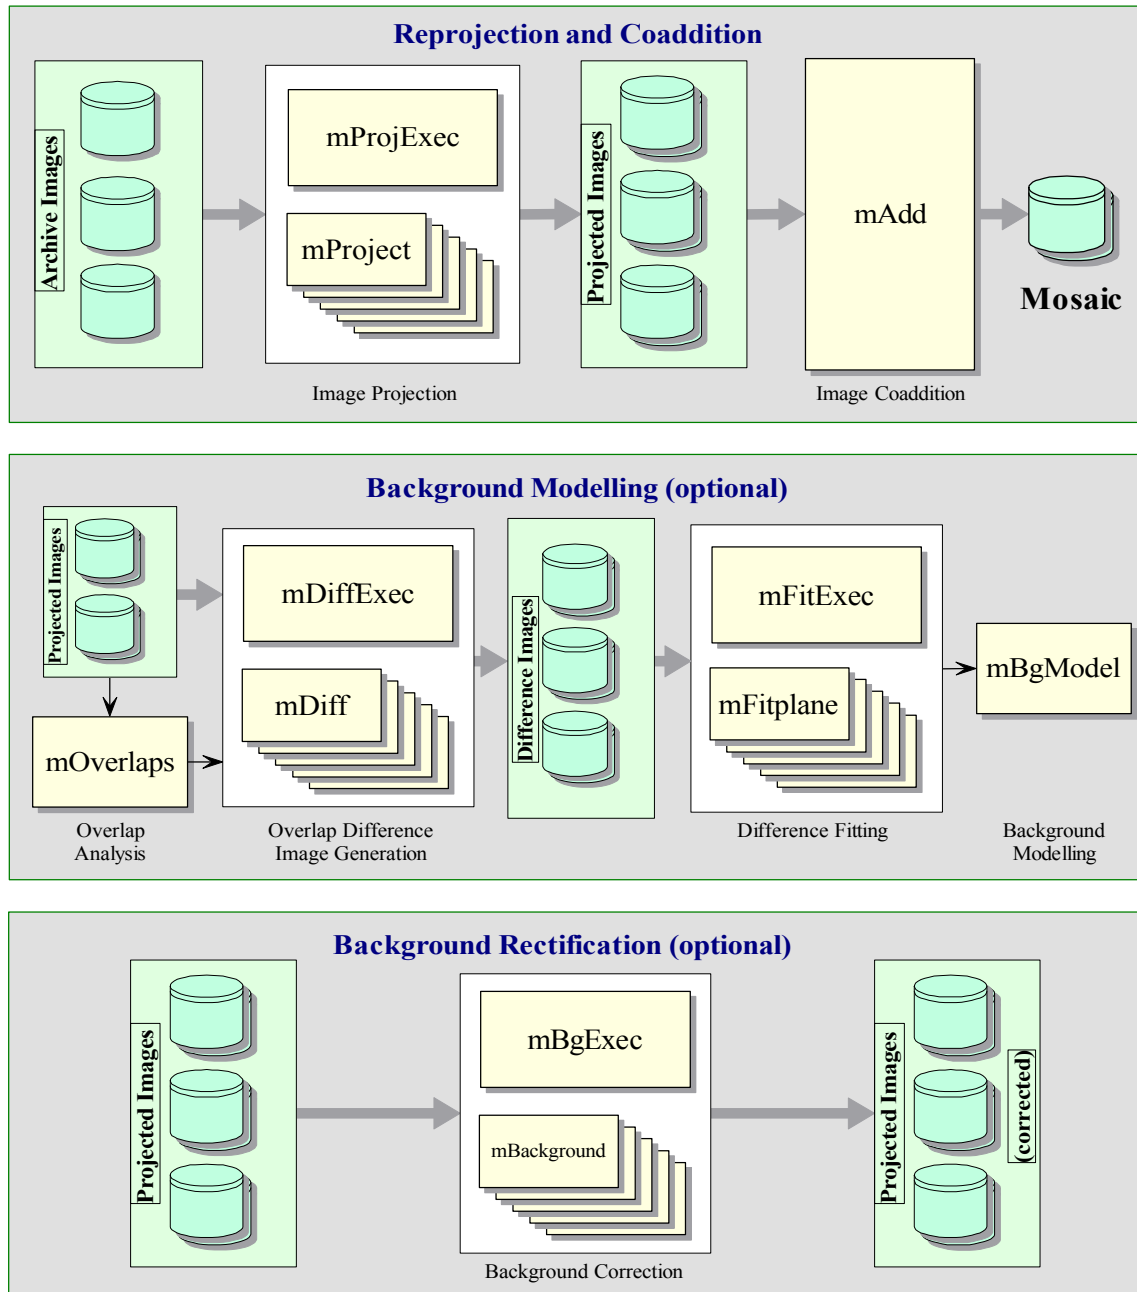 Reprojection and Coaddition
Archive Images
mProjExec
mProject
Image Projection
Projected Images
mAdd
Image Coaddition
Mosaic
Background Modelling (optional)
Projected Images
mOverlaps
Overlap
Analysis
mDiffExec
mDiff
Overlap Difference
Image Generation
Difference Images
mFitExec
mFitplane
Difference Fitting
mBgModel
Background
Modelling
Background Rectification (optional)
Projected Images
mBgExec
mBackground
Background Correction
Projected Images
(corrected)